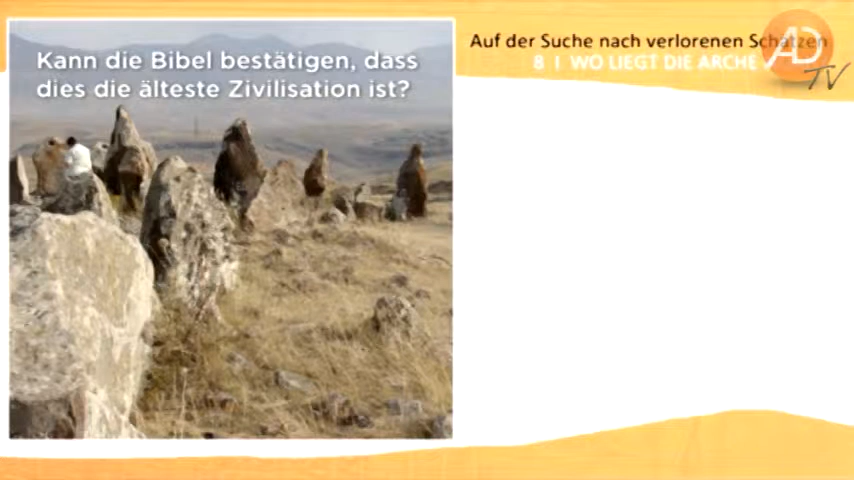 Kann die Bibel bestätigen, dass
dies die älteste Zivilisation ist?
Auf der Suche nach verlorenen Schätzen
8 | WO LIEGT DIE ARCHE
AD
TV